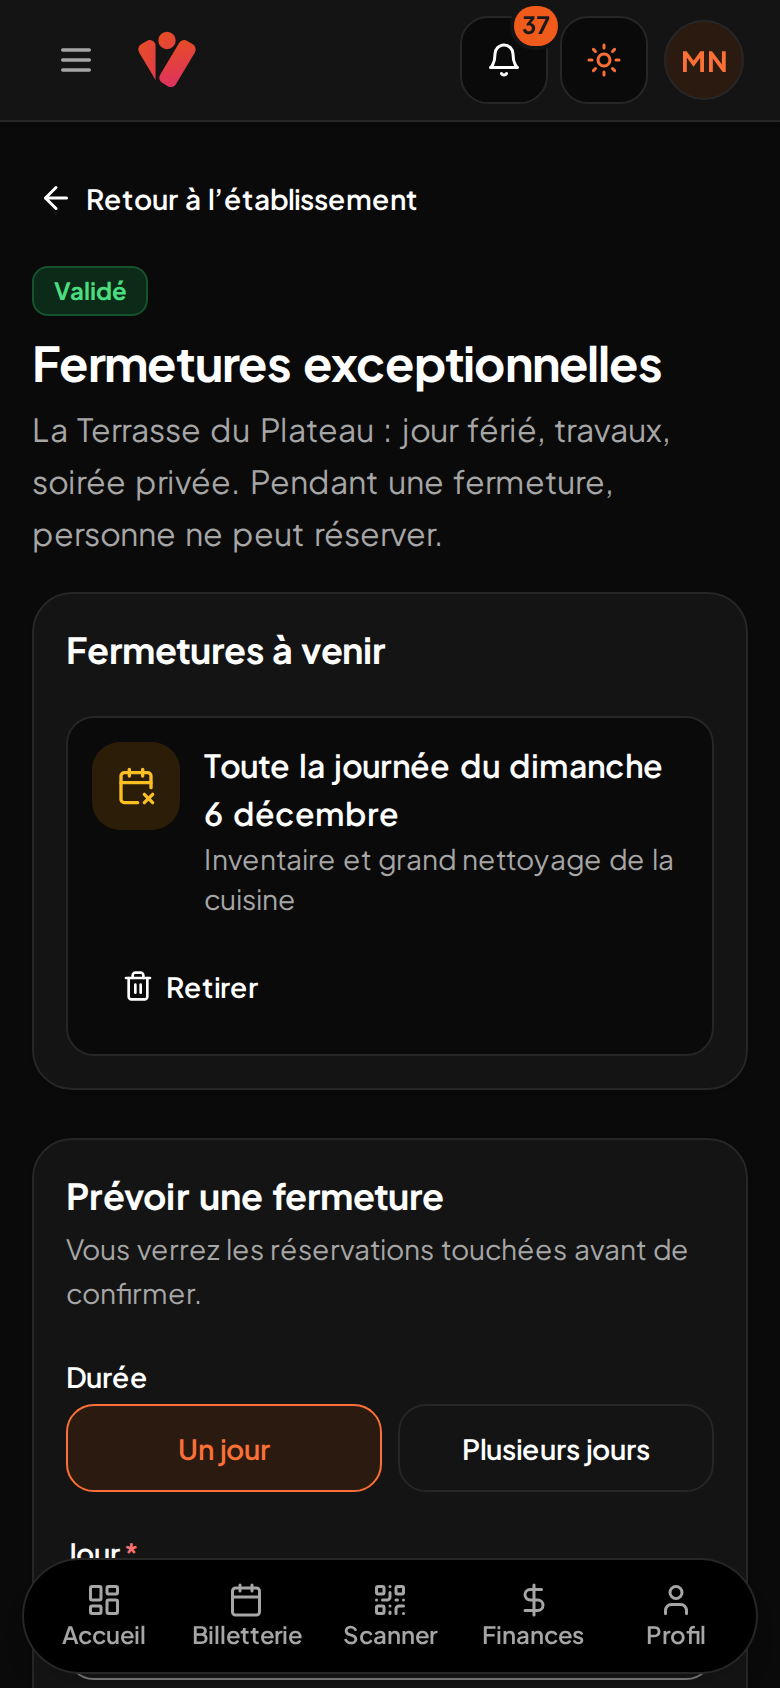 37
MN
Retour à l’établissement
Validé
Fermetures exceptionnelles
La Terrasse du Plateau : jour férié, travaux,
soirée privée. Pendant une fermeture,
personne ne peut réserver.
Fermetures à venir
Toute la journée du dimanche
6 décembre
Inventaire et grand nettoyage de la
cuisine
Retirer
Prévoir une fermeture
Vous verrez les réservations touchées avant de
confirmer.
Durée
Un jour
Plusieurs jours
Jour *
Accueil
Billetterie
Scanner
Finances
Profil